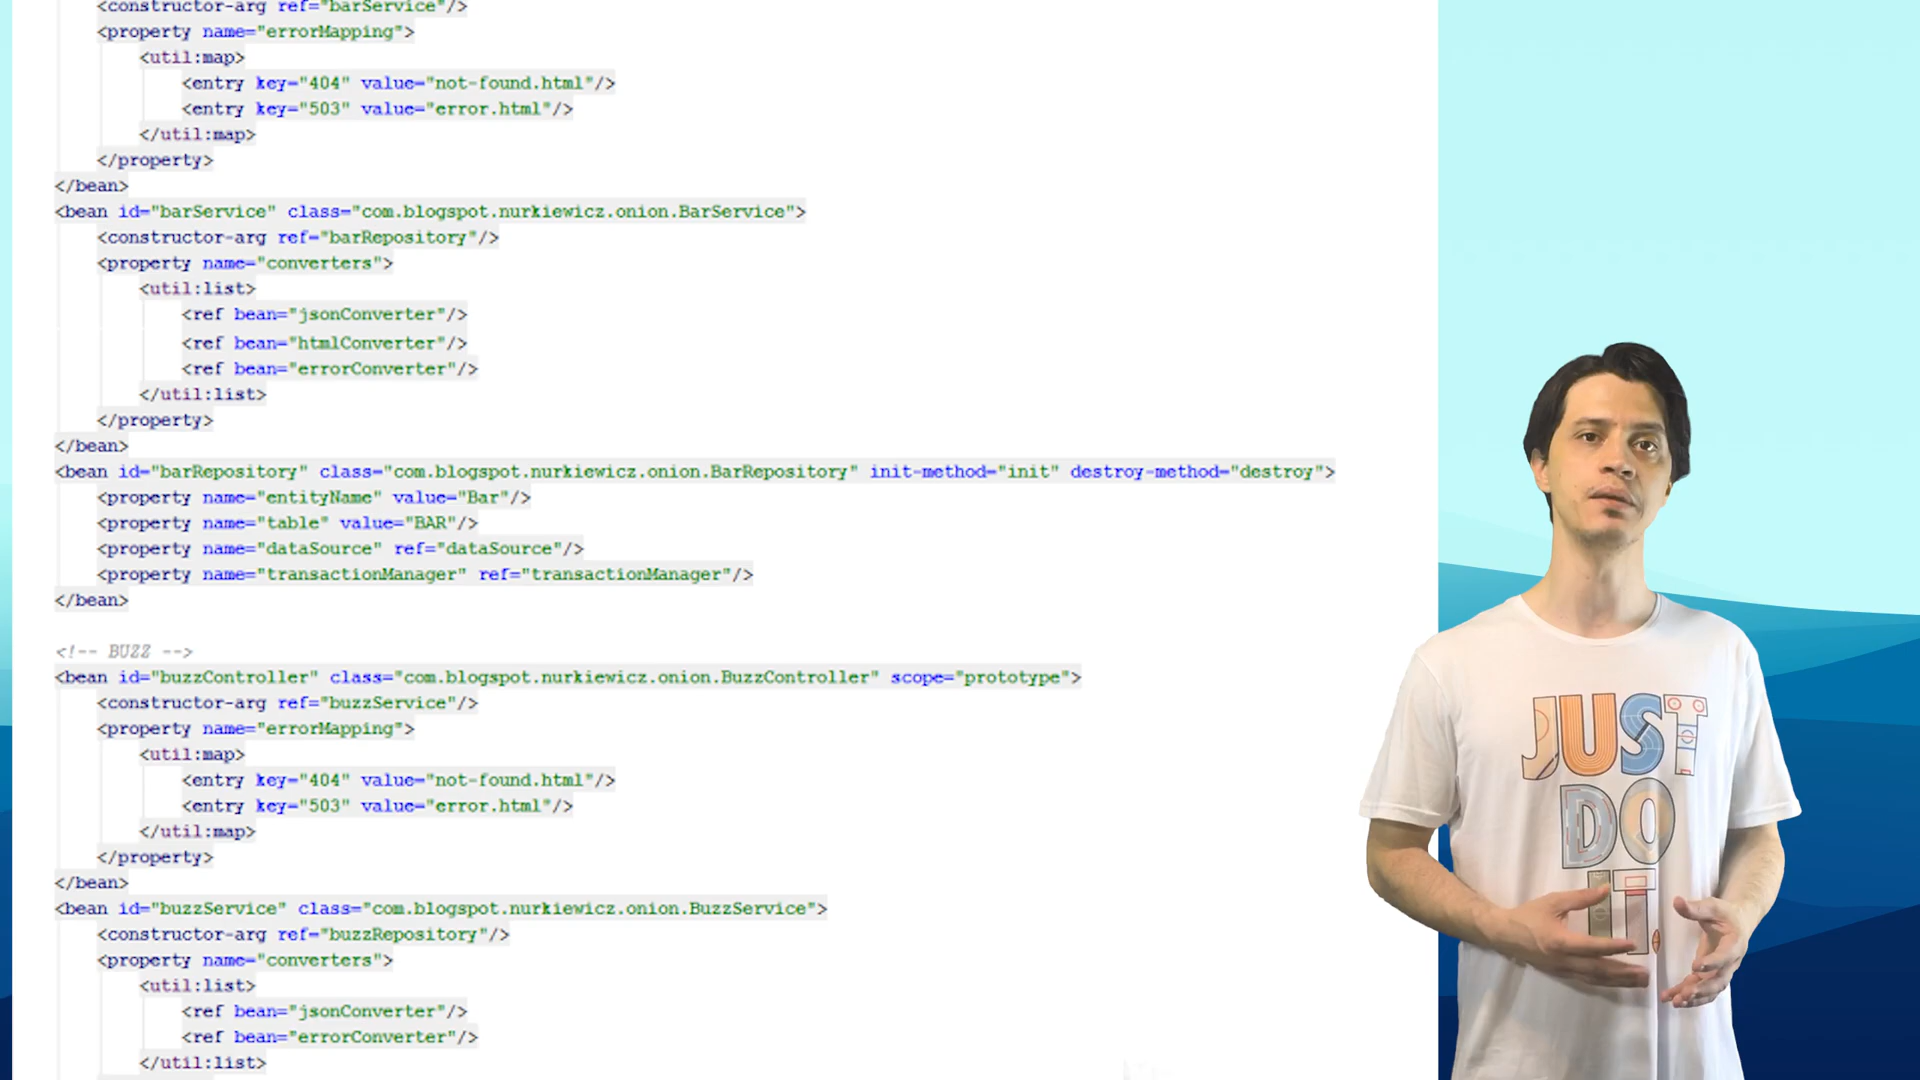 <constructor-arg ref="barService"/>
<property name="errorMapping">
<util:map>
<entry key="404" value="not-found.html"/>
<entry key="503" value="error.html"/>
</util:map>
</property>
</bean>
<bean id="barService" class="com.blogspot.nurkiewicz.onion.BarService">
<constructor-arg ref="barRepository"/>
<property name="converters">
<util:list>
<ref bean="jsonConverter"/>
<ref bean="htmlConverter"/>
<ref bean="errorConverter"/>
</util:list>
</property>
</bean>
<bean id="barRepository" class="com.blogspot.nurkiewicz.onion.BarRepository" init-method="init" destroy-method="destroy">
<property name="entityName" value="Bar"/>
<property name="table" value="BAR"/>
<property name="dataSource" ref="dataSource"/>
<property name="transactionManager" ref="transactionManager"/>
</bean>
<!-- BUZZ -->
<bean id="buzzController" class="com.blogspot.nurkiewicz.onion.BuzzController" scope="prototype">
<constructor-arg ref="buzzService"/>
<property name="errorMapping">
<util:map>
<entry key="404" value="not-found.html"/>
<entry key="503" value="error.html"/>
</util:map>
</property>
</bean>
<bean id="buzzService" class="com.blogspot.nurkiewicz.onion.BuzzService">
<constructor-arg ref="buzzRepository"/>
<property name="converters">
<util:list>
<ref bean="jsonConverter"/>
<ref bean="errorConverter"/>
</util:list>
JUST
DO
IT.